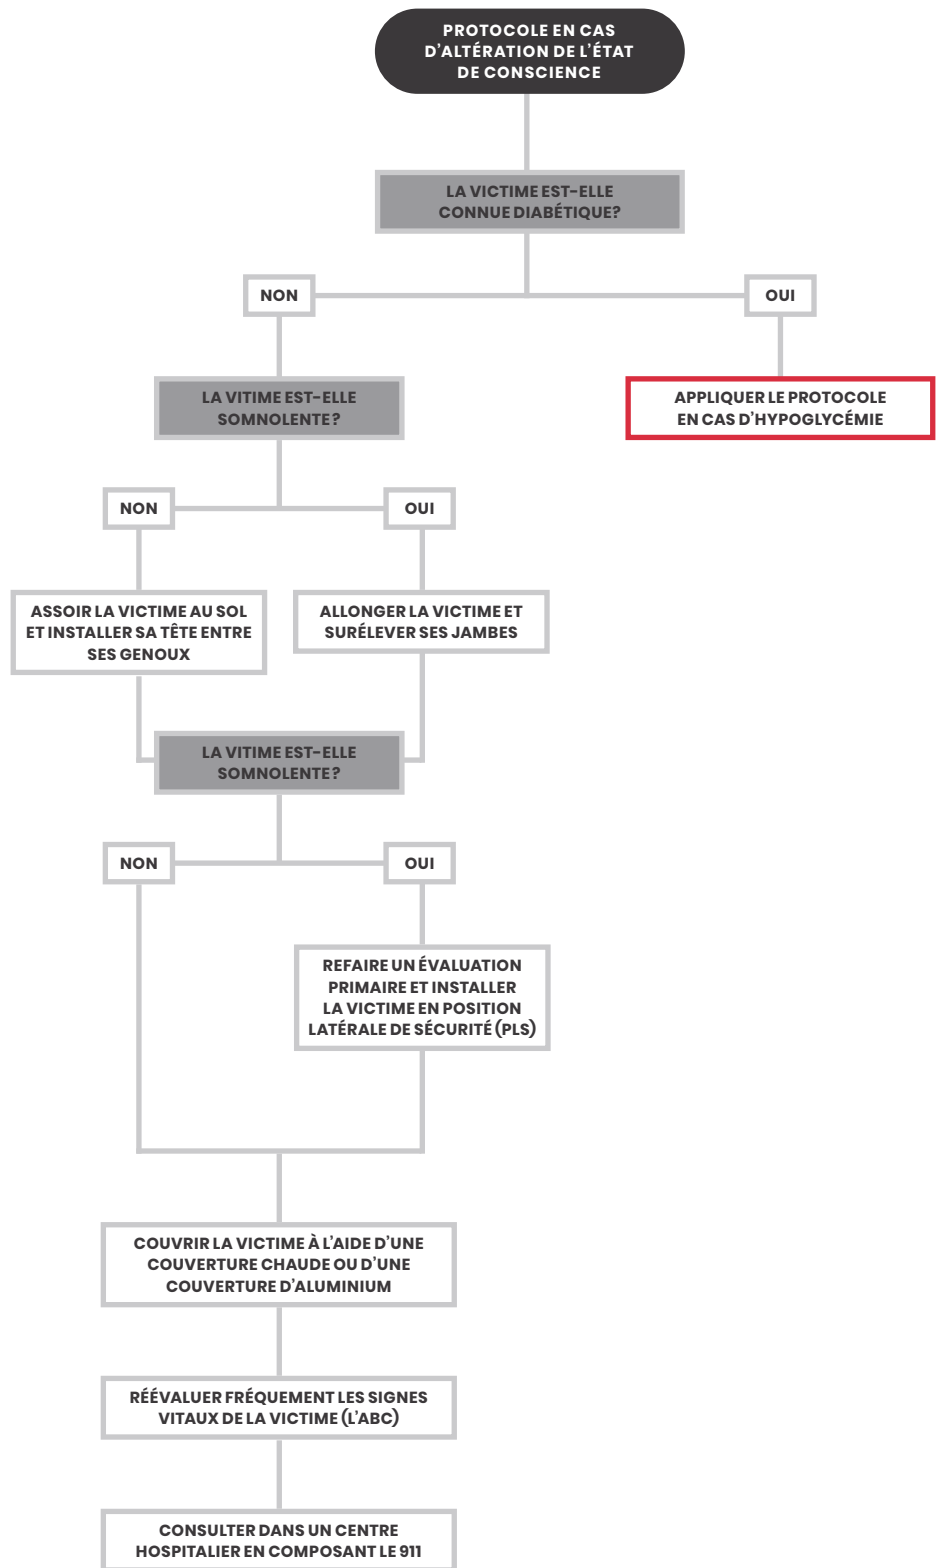 PROTOCOLE EN CAS
D'ALTÉRATION DE L'ÉTAT
DE CONSCIENCE
LA VICTIME EST-ELLE
CONNUE DIABÉTIQUE?
NON
OUI
LA VITIME EST-ELLE
SOMNOLENTE?
APPLIQUER LE PROTOCOLE
EN CAS D'HYPOGLYCÉMIE
NON
OUI
ASSOIR LA VICTIME AU SOL
ET INSTALLER SA TÊTE ENTRE
SES GENOUX
ALLONGER LA VICTIME ET
SURÉLEVER SES JAMBES
LA VITIME EST-ELLE
SOMNOLENTE?
NON
OUI
REFAIRE UN ÉVALUATION
PRIMAIRE ET INSTALLER
LA VICTIME EN POSITION
LATÉRALE DE SÉCURITÉ (PLS)
COUVRIR LA VICTIME À L'AIDE D'UNE
COUVERTURE CHAUDE OU D'UNE
COUVERTURE D'ALUMINIUM
RÉÉVALUER FRÉQUEMENT LES SIGNES
VITAUX DE LA VICTIME (L'ABC)
CONSULTER DANS UN CENTRE
HOSPITALIER EN COMPOSANT LE 911